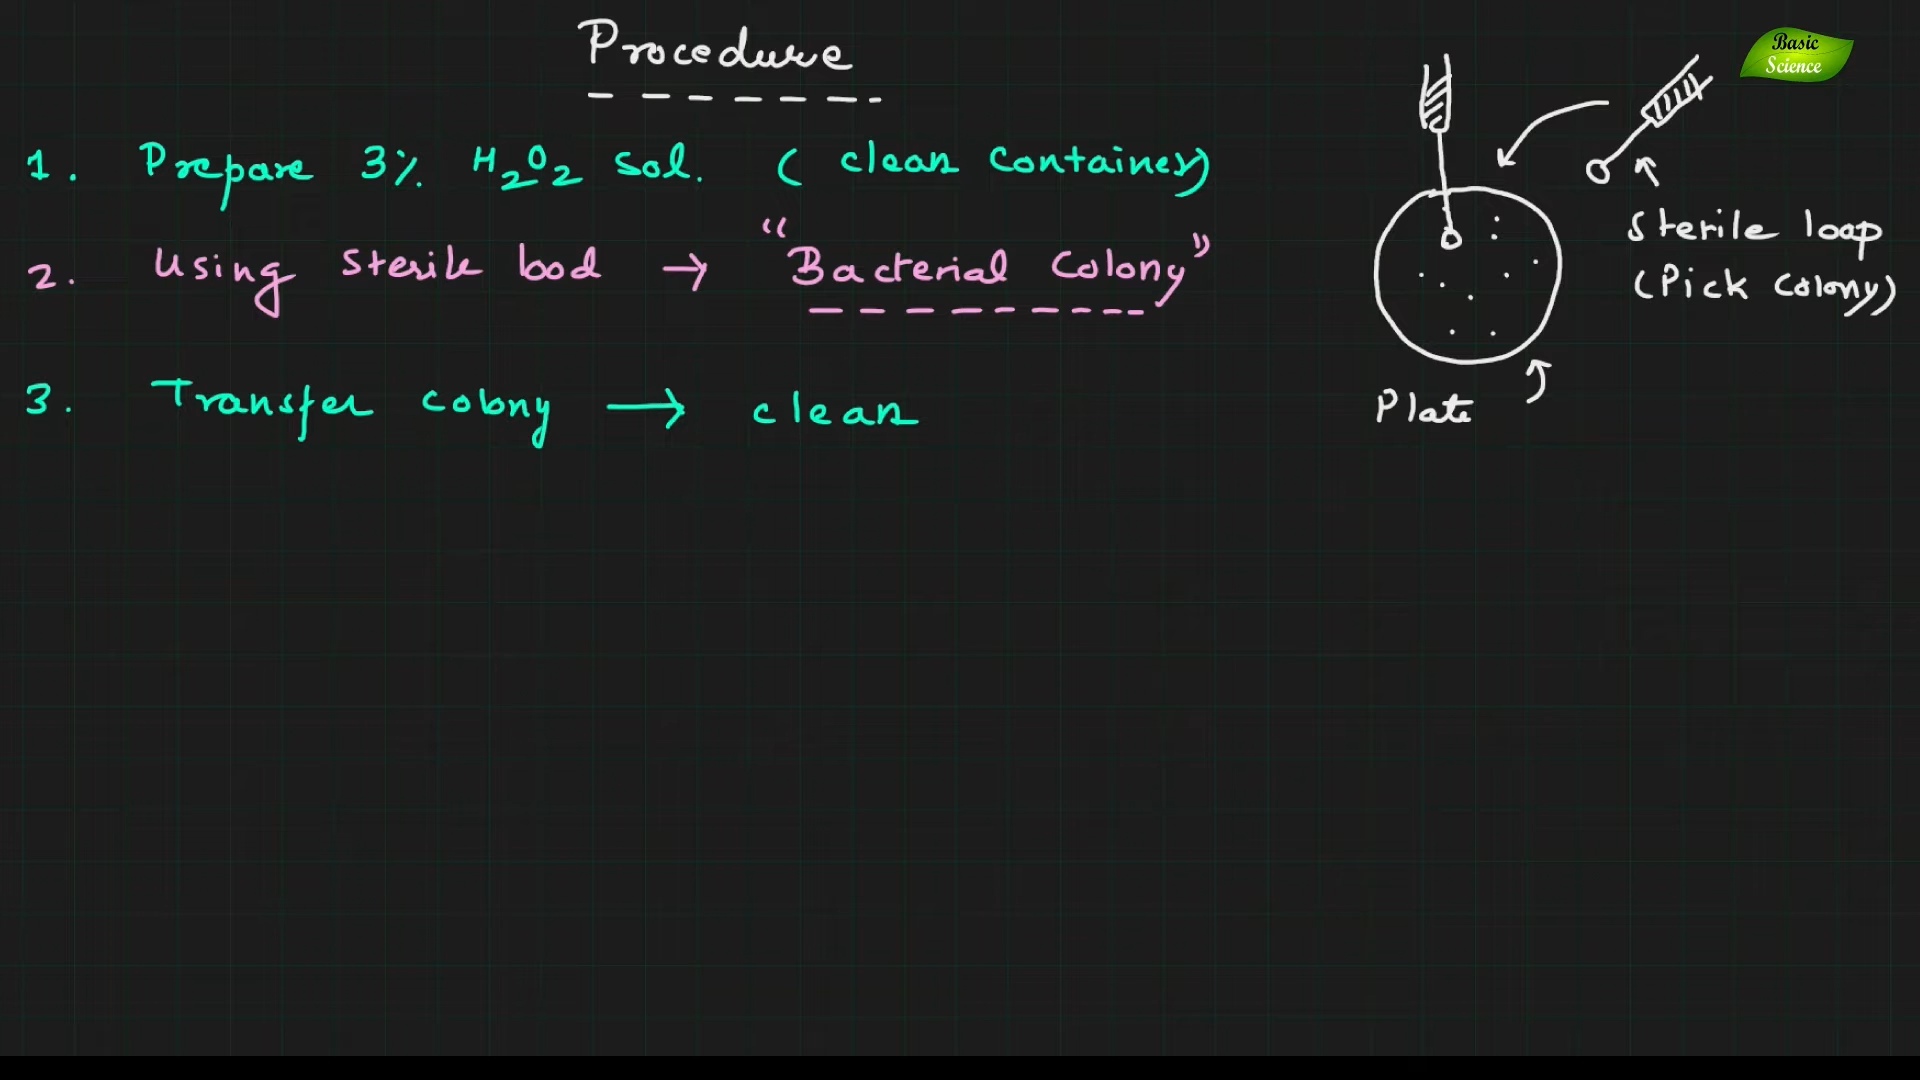 Procedure
1. Prepare 3% H2O2 sol. (clean container)
2. Using Sterile bod → "Bacterial Colony"
3. Transfer colony → clean
Sterile loop
(Pick Colony)
Plate
Basic
Science